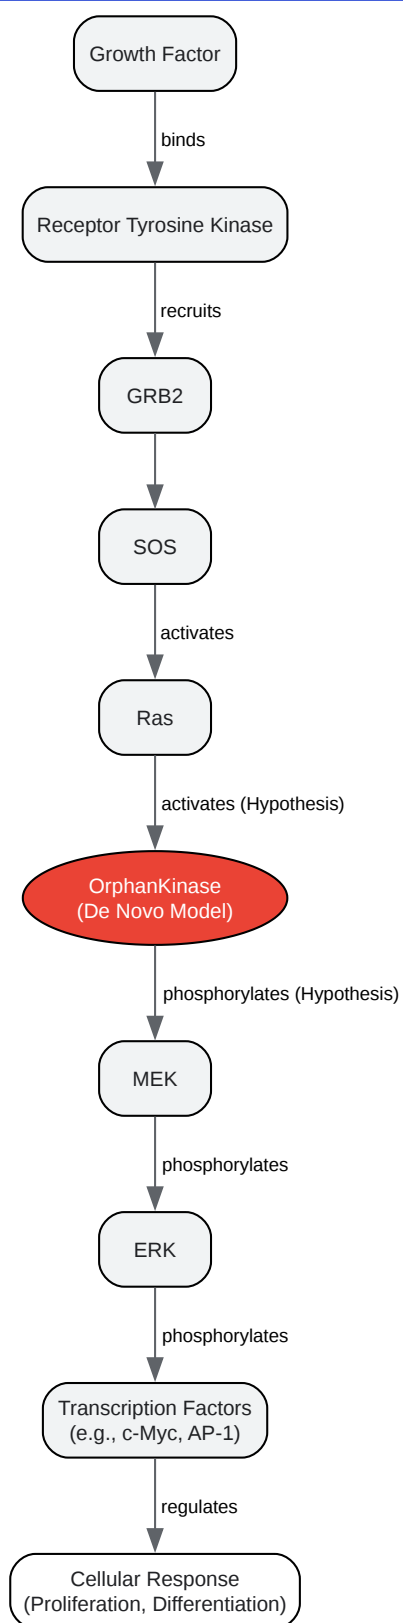 Growth Factor
binds
Receptor Tyrosine Kinase
recruits
GRB2
SOS
activates
Ras
activates (Hypothesis)
OrphanKinase
(De Novo Model)
phosphorylates (Hypothesis)
MEK
phosphorylates
ERK
phosphorylates
Transcription Factors
(e.g., c-Myc, AP-1)
regulates
Cellular Response
(Proliferation, Differentiation)